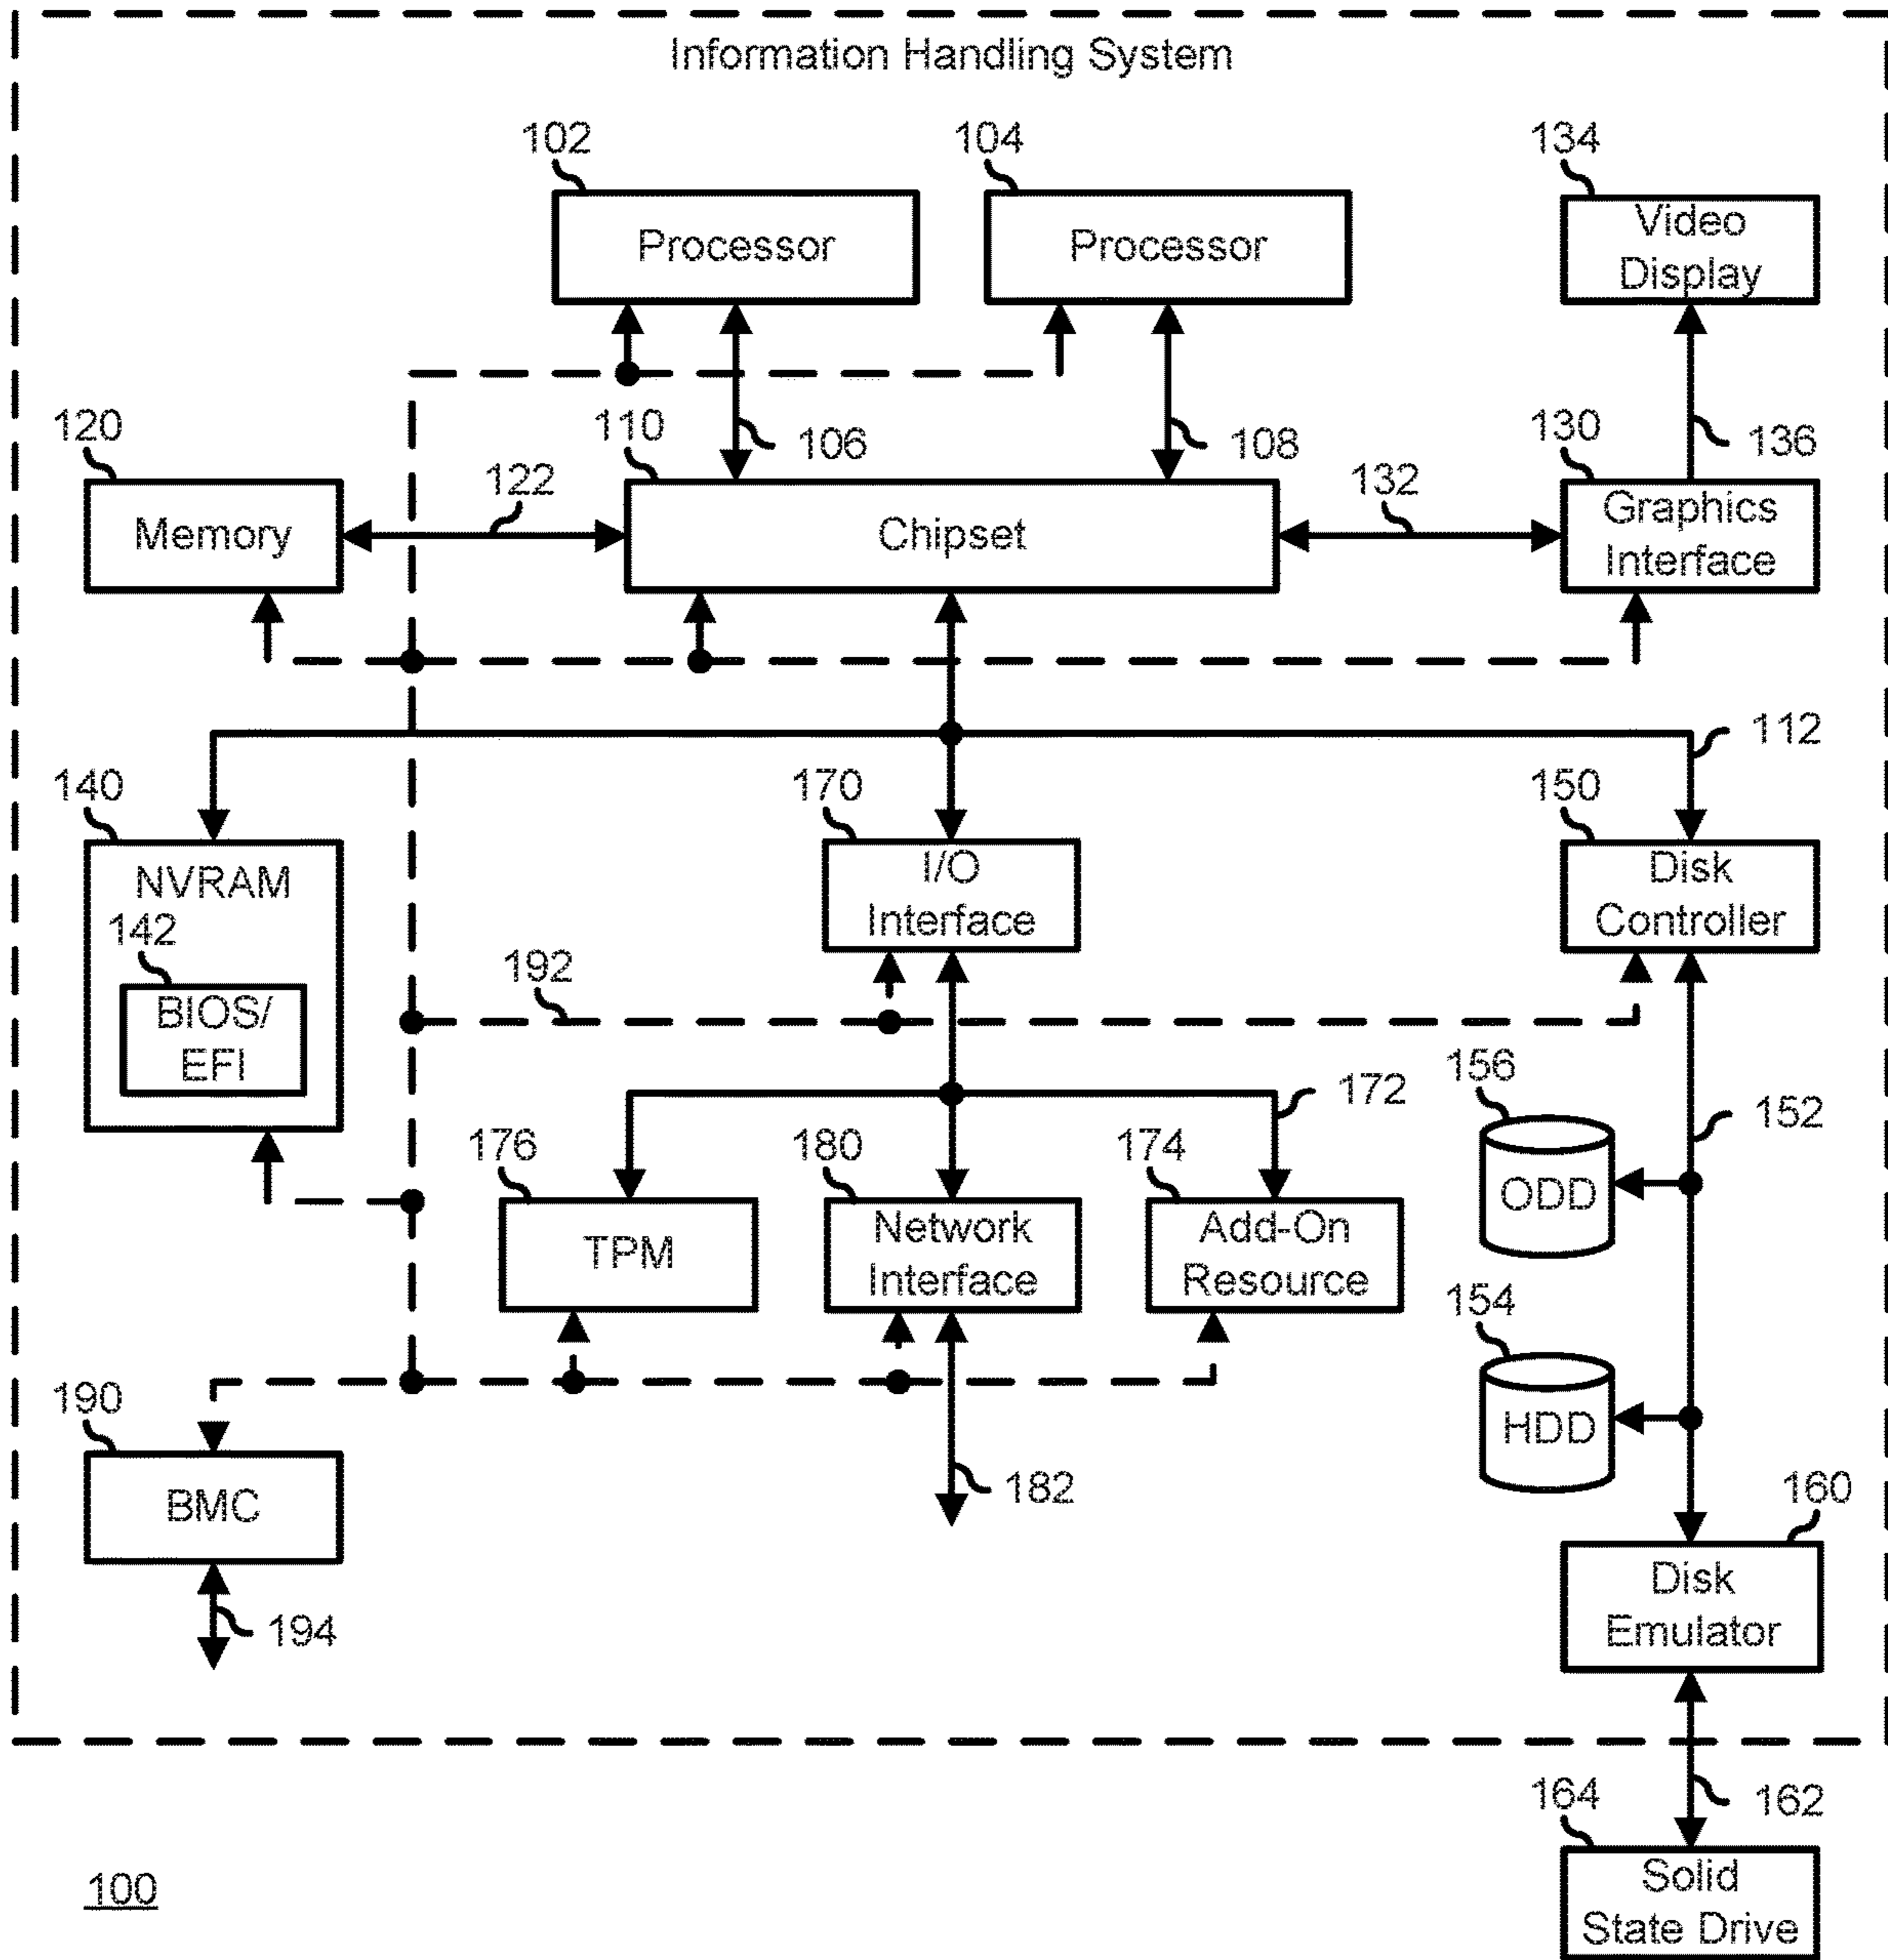 Information Handling System
102
104
134
Processor
Processor
Video
Display
120
110
106
108
130
136
122
132
Memory
Chipset
Graphics
Interface
112
140
170
150
NVRAM
I/O
Interface
Disk
Controller
142
BIOS/
EFI
192
156
172
152
176
180
174
ODD
TPM
Network
Interface
Add-On
Resource
154
190
HDD
BMC
182
160
194
Disk
Emulator
164
162
100
Solid
State Drive